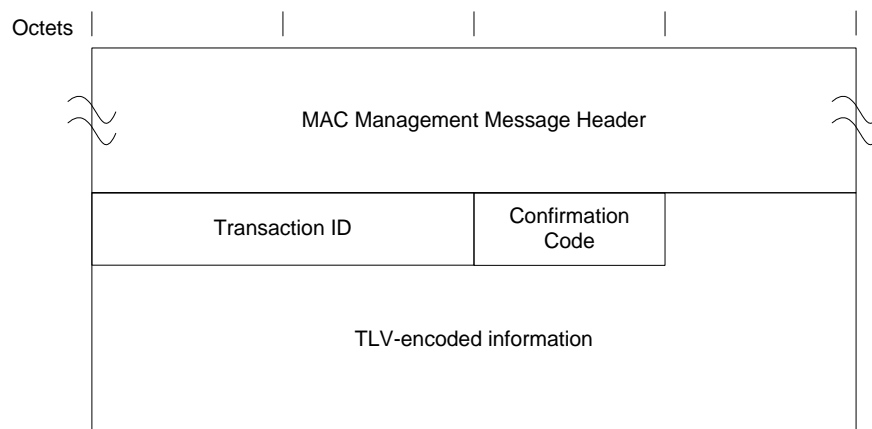 Octets
MAC Management Message Header
Transaction ID
Confirmation
Code
TLV-encoded information